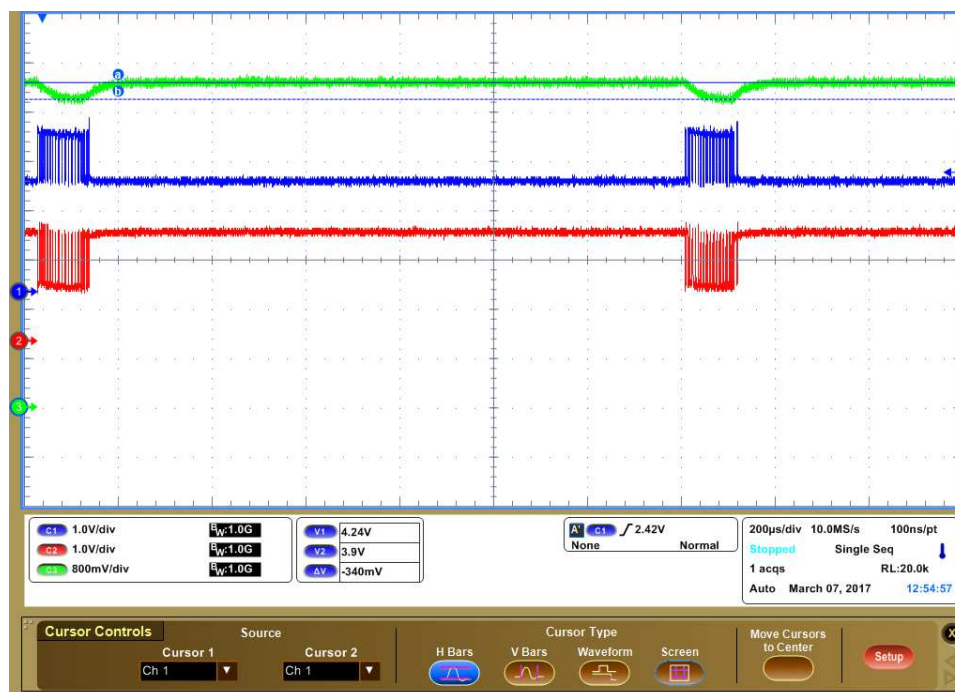 a
b
1
2
3
C1 1.0V/div BW:1.0G
C2 1.0V/div BW:1.0G
C3 800mV/div BW:1.0G
V1 4.24V
V2 3.9V
ΔV -340mV
A' C1 2.42V
None Normal
200µs/div 10.0MS/s 100ns/pt
Stopped Single Seq
1 acqs RL:20.0k
Auto March 07, 2017 12:54:57
Cursor Controls
Source
Cursor 1 Cursor 2
Ch 1 Ch 1
Cursor Type
H Bars V Bars Waveform Screen
Move Cursors
to Center
Setup
X